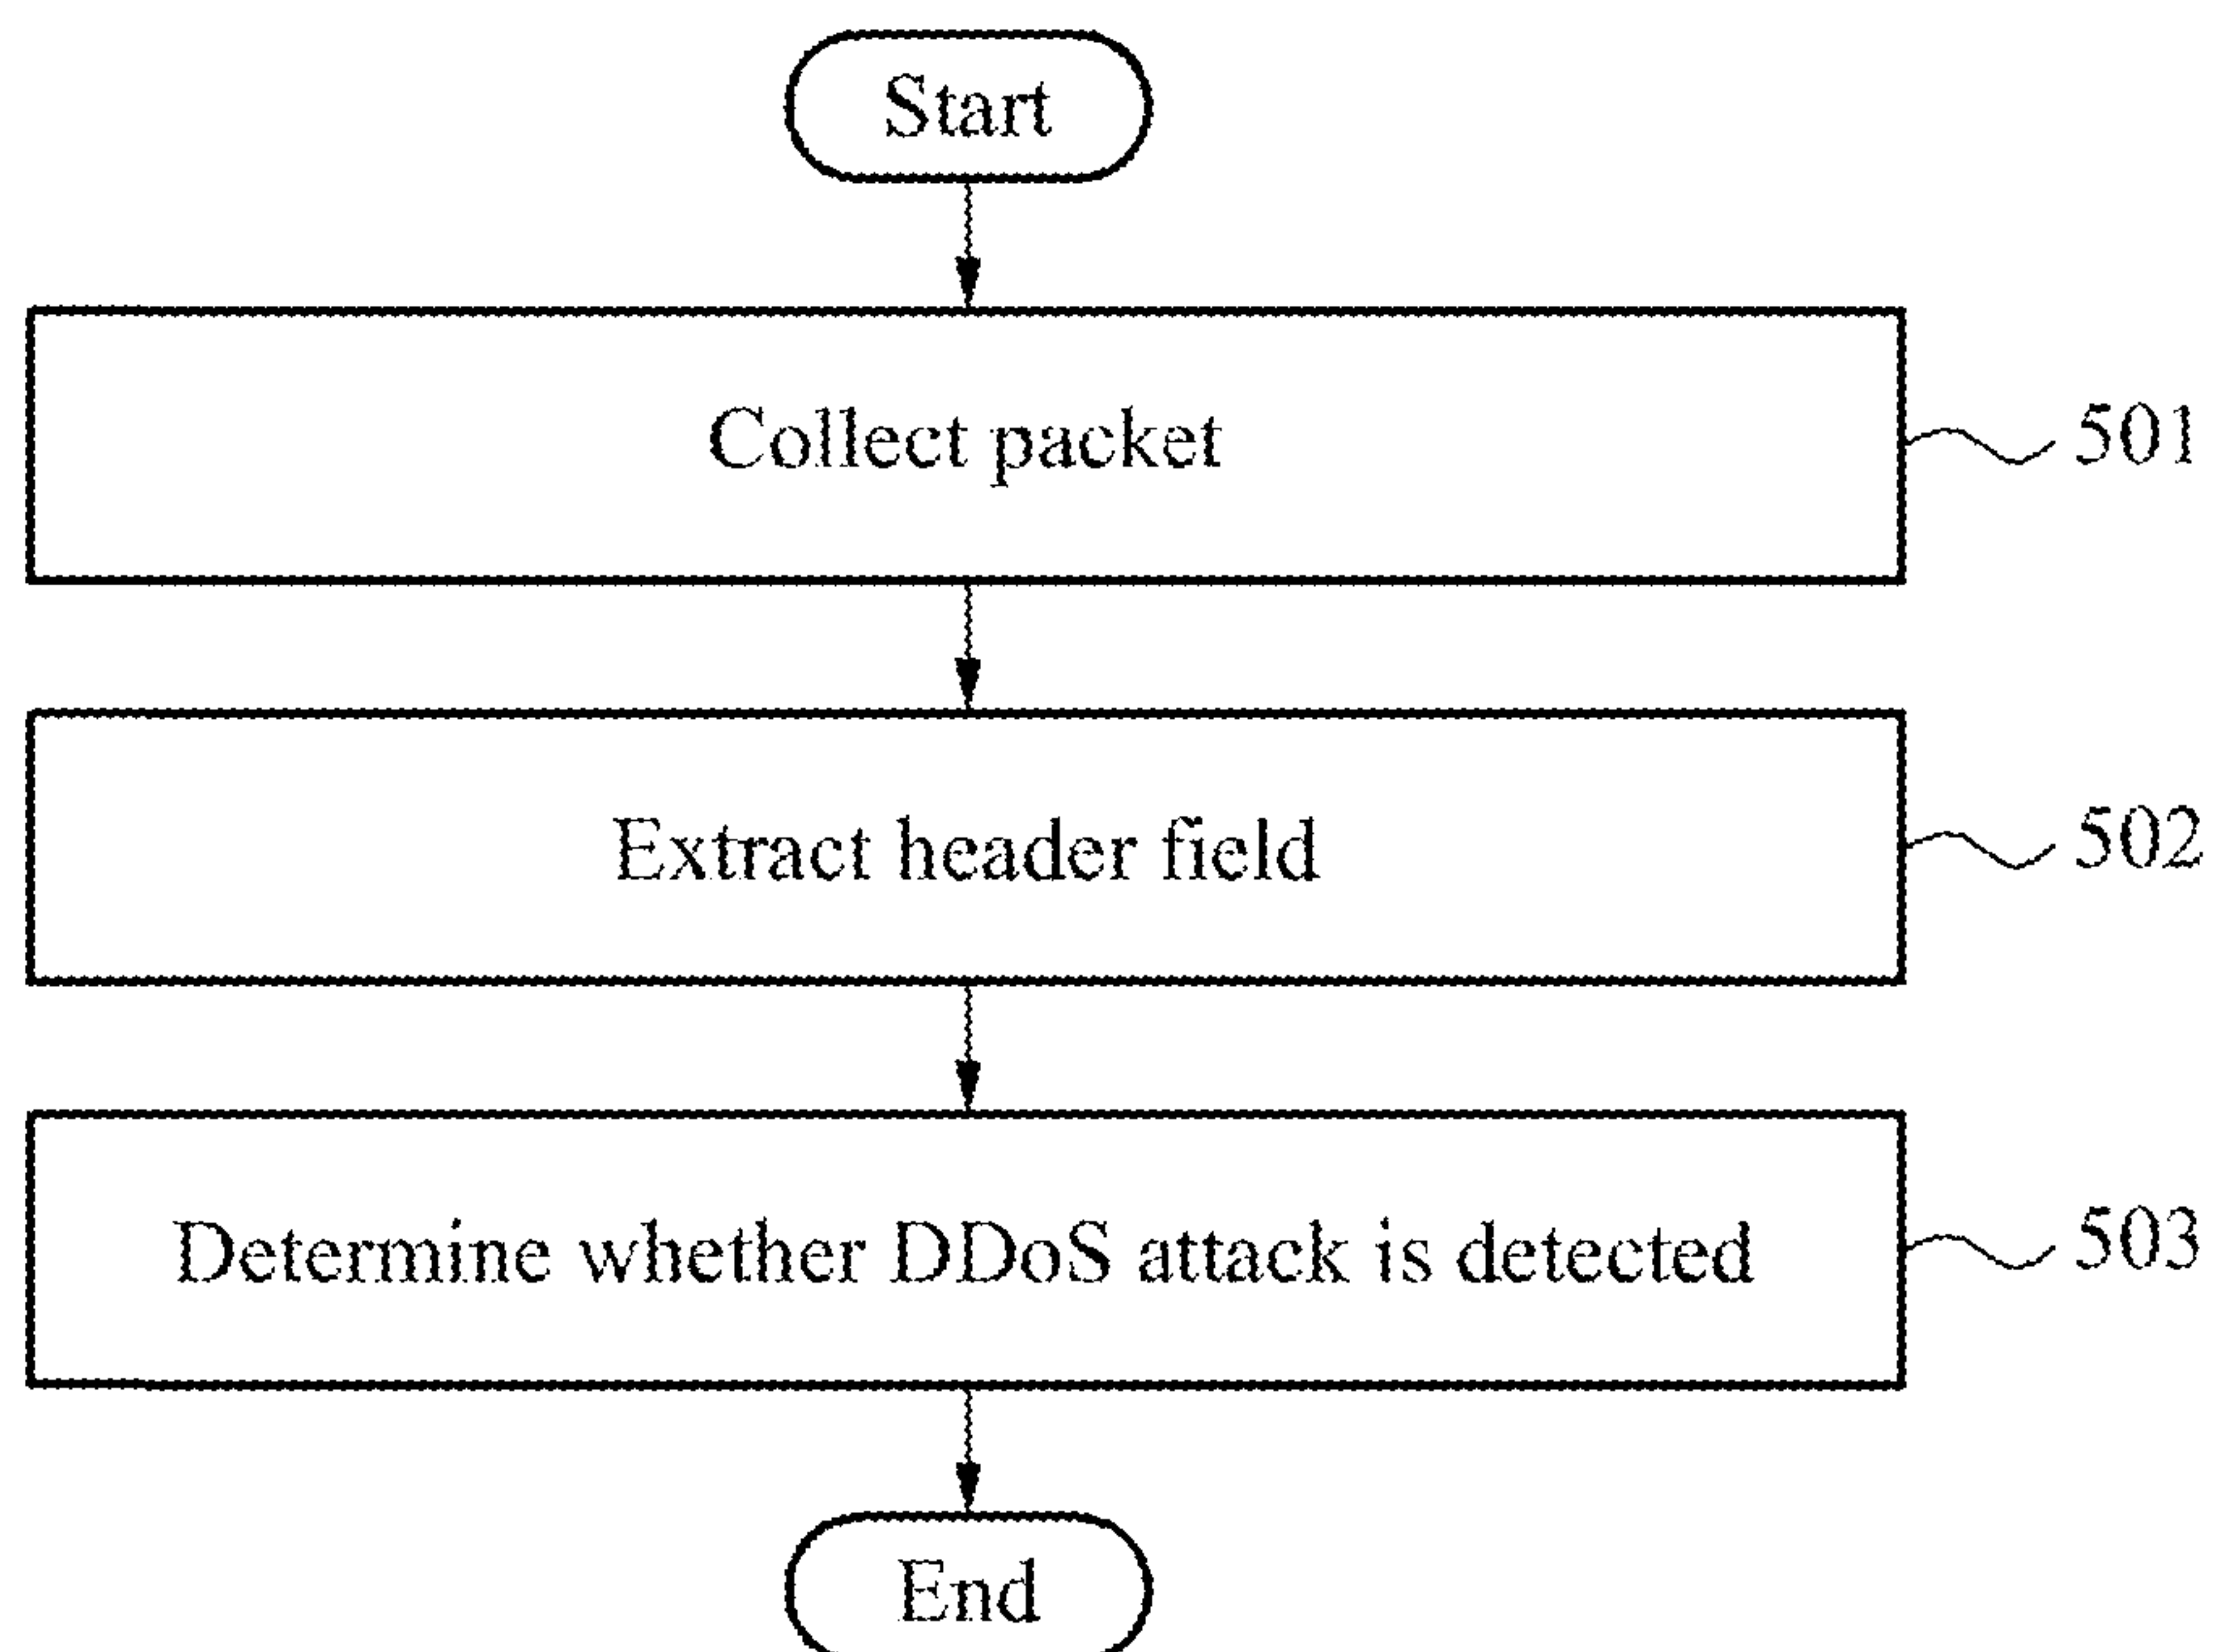 Start
Collect packet
501
Extract header field
502
Determine whether DDoS attack is detected
503
End